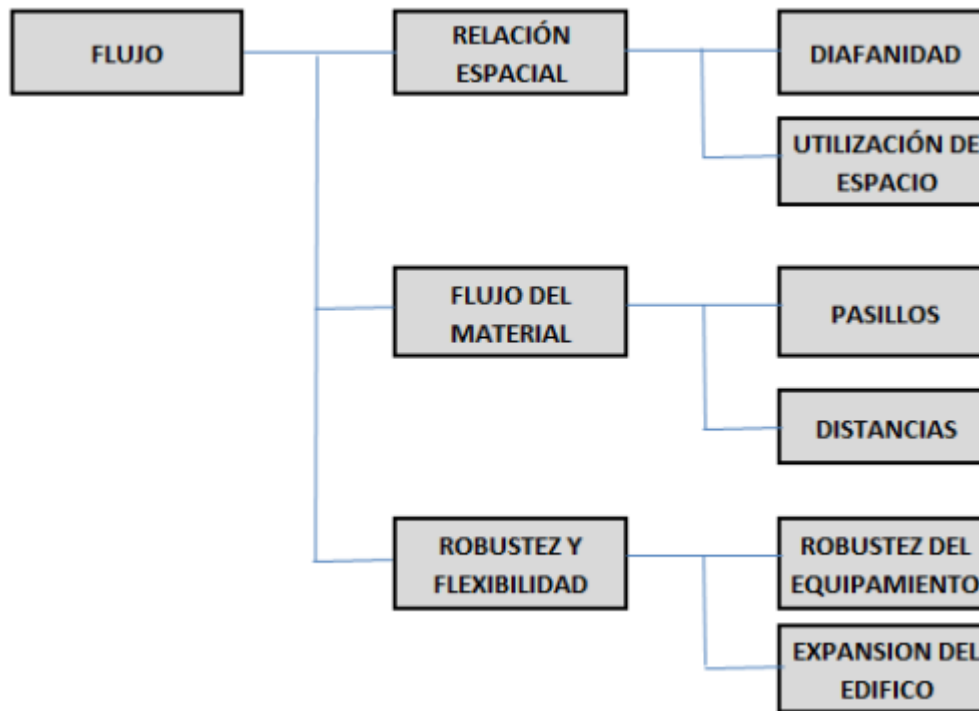 FLUJO
RELACIÓN
ESPACIAL
DIAFANIDAD
UTILIZACIÓN DE
ESPACIO
FLUJO DEL
MATERIAL
PASILLOS
DISTANCIAS
ROBUSTEZ Y
FLEXIBILIDAD
ROBUSTEZ DEL
EQUIPAMIENTO
EXPANSION DEL
EDIFICO